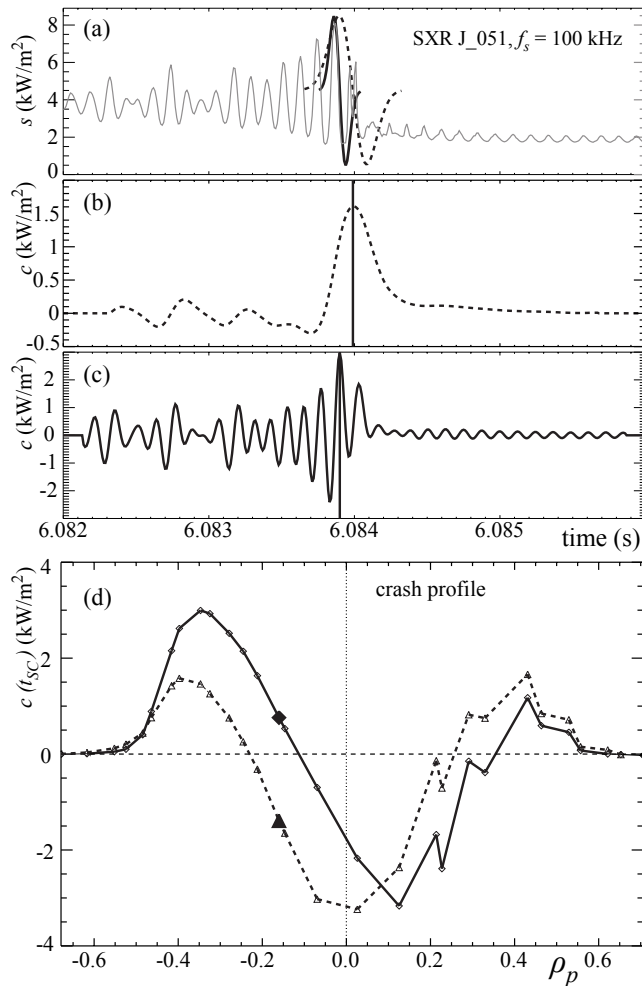 (a)
SXR J_051, fₛ = 100 kHz
s (kW/m²)
8
6
4
2
0
(b)
c (kW/m²)
1.5
1
0.5
0
-0.5
(c)
c (kW/m²)
2
1
0
-1
-2
6.082 6.083 6.084 6.085 time (s)
(d)
crash profile
c (t_SC) (kW/m²)
4
2
0
-2
-4
-0.6 -0.4 -0.2 0.0 0.2 0.4 0.6
ρₚ